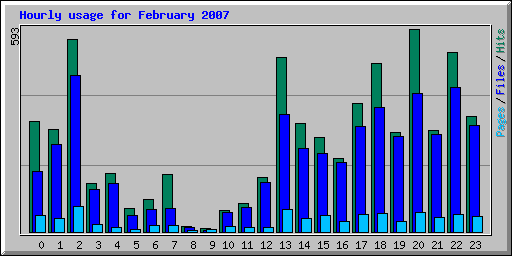 Hourly usage for February 2007
593
Pages/Files/Hits
0 1 2 3 4 5 6 7 8 9 10 11 12 13 14 15 16 17 18 19 20 21 22 23